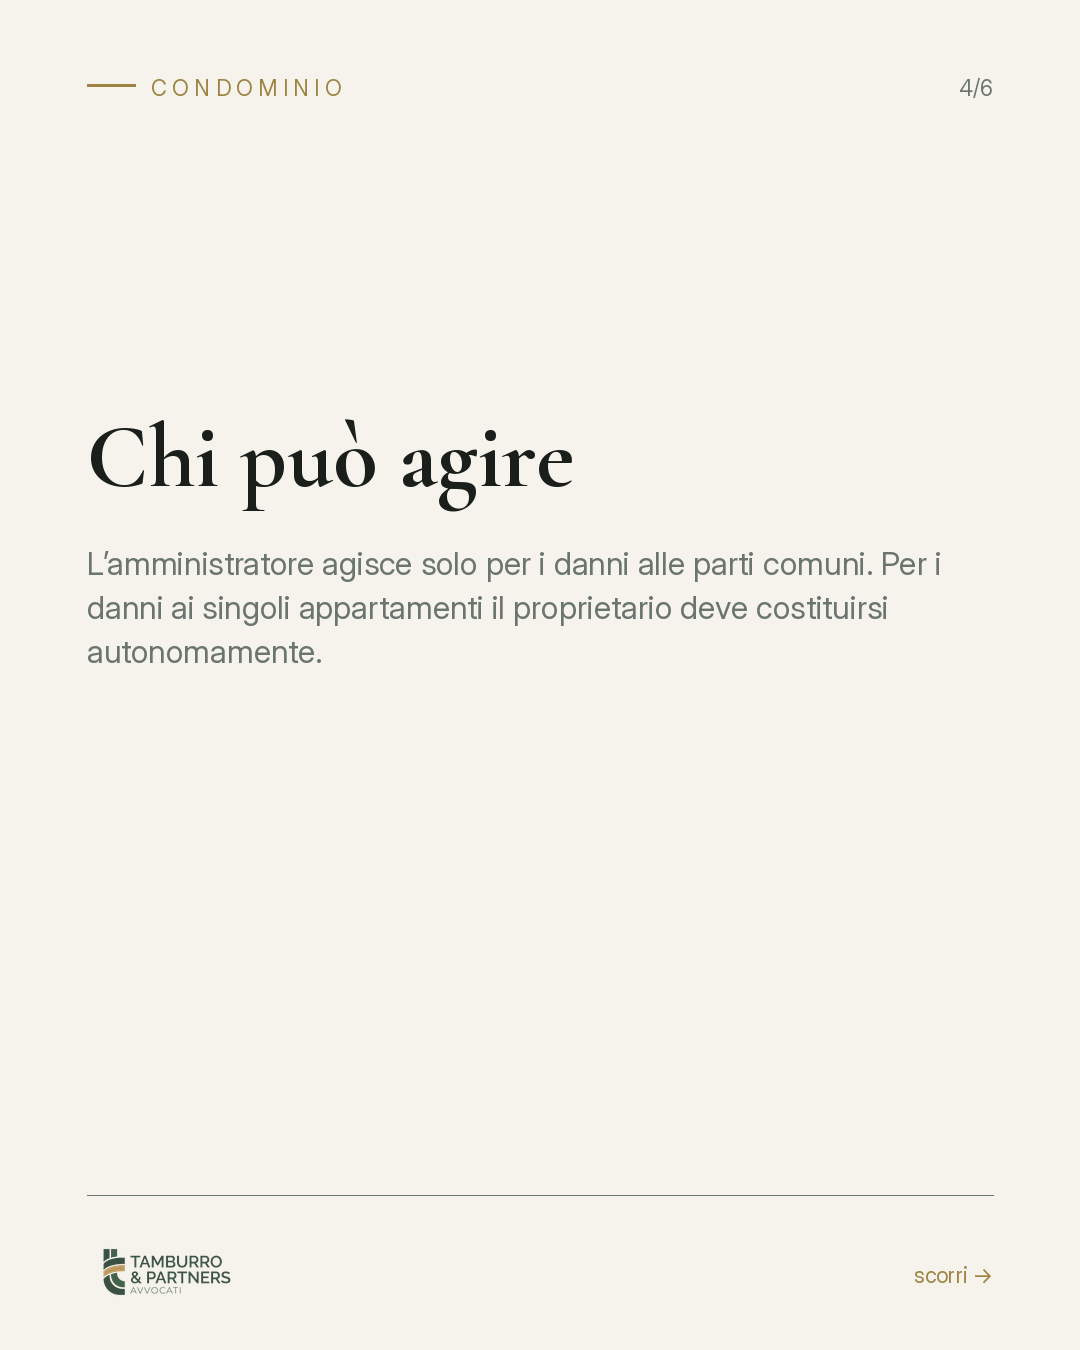 CONDOMINIO
4/6
Chi può agire
L’amministratore agisce solo per i danni alle parti comuni. Per i
danni ai singoli appartamenti il proprietario deve costituirsi
autonomamente.
TAMBURRO
& PARTNERS
AVVOCATI
scorri →